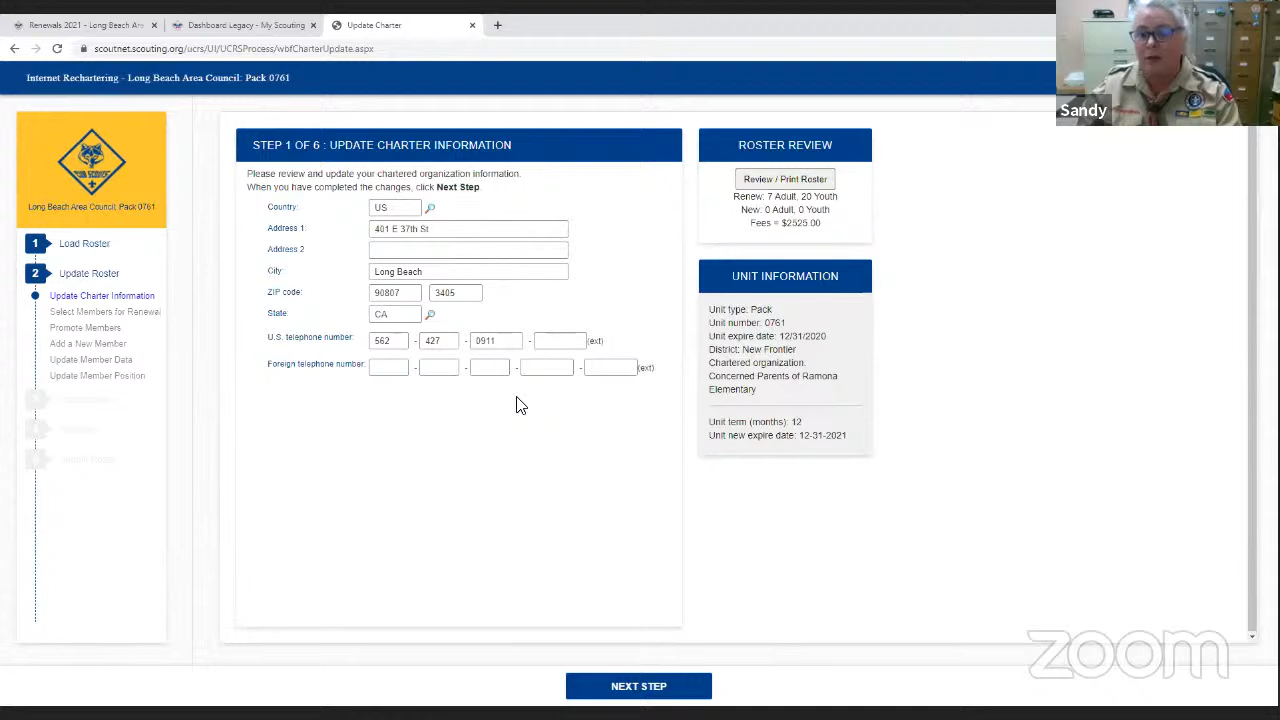 Renewals 2021 - Long Beach Are
Dashboard Legacy - My Scouting
Update Charter
scoutnet.scouting.org/ucrs/UI/UCRSProcess/wbfCharterUpdate.aspx
Internet Rechartering - Long Beach Area Council: Pack 0761
Sandy
CUB SCOUTS
Long Beach Area Council: Pack 0761
1 Load Roster
2 Update Roster
Update Charter Information
Select Members for Renewal
Promote Members
Add a New Member
Update Member Data
Update Member Position
Submit Roster
STEP 1 OF 6 : UPDATE CHARTER INFORMATION
Please review and update your chartered organization information.
When you have completed the changes, click Next Step.
Country: US
Address 1: 401 E 37th St
Address 2
City: Long Beach
ZIP code: 90807 3405
State: CA
U.S. telephone number: 562 - 427 - 0911 - (ext)
Foreign telephone number: - - - - (ext)
ROSTER REVIEW
Review / Print Roster
Renew: 7 Adult, 20 Youth
New: 0 Adult, 0 Youth
Fees = $2525.00
UNIT INFORMATION
Unit type: Pack
Unit number: 0761
Unit expire date: 12/31/2020
District: New Frontier
Chartered organization:
Concerned Parents of Ramona
Elementary
Unit term (months): 12
Unit new expire date: 12-31-2021
NEXT STEP
zoom